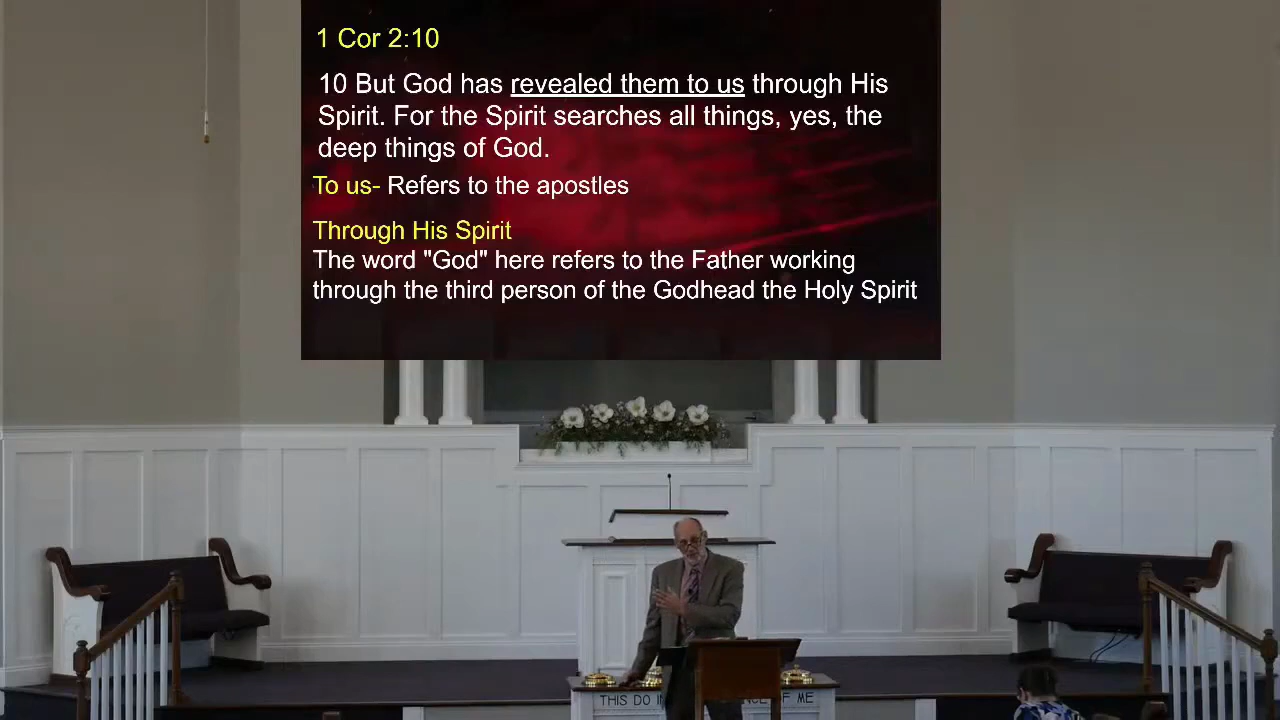 1 Cor 2:10
10 But God has revealed them to us through His
Spirit. For the Spirit searches all things, yes, the
deep things of God.
To us- Refers to the apostles
Through His Spirit
The word "God" here refers to the Father working
through the third person of the Godhead the Holy Spirit
THIS DO OF ME